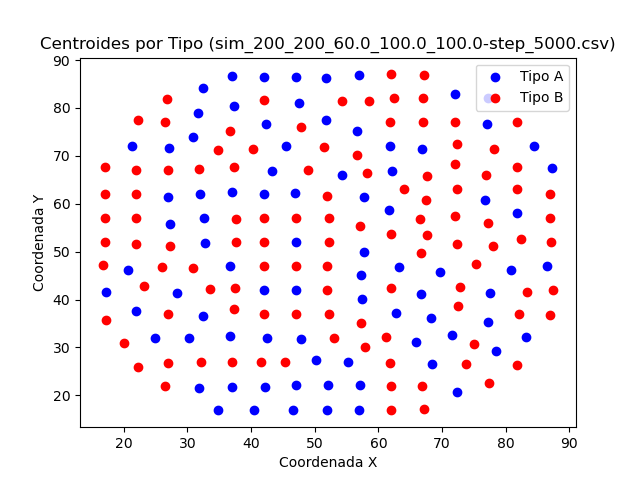 Centroides por Tipo (sim_200_200_60.0_100.0_100.0-step_5000.csv)
Tipo A
Tipo B
90
80
70
60
50
40
30
20
Coordenada Y
20 30 40 50 60 70 80 90
Coordenada X